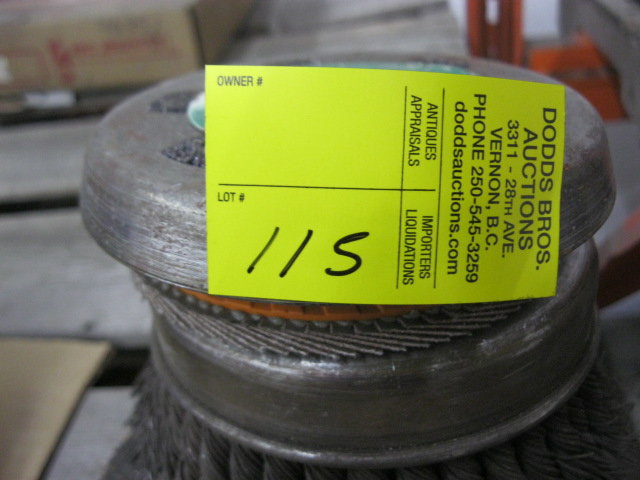 OWNER #
LOT #
115
ANTIQUES
APPRAISALS
IMPORTERS
LIQUIDATIONS
DODDS BROS.
AUCTIONS
3311 - 28TH AVE.
VERNON, B.C.
PHONE 250-545-3259
doddsauctions.com